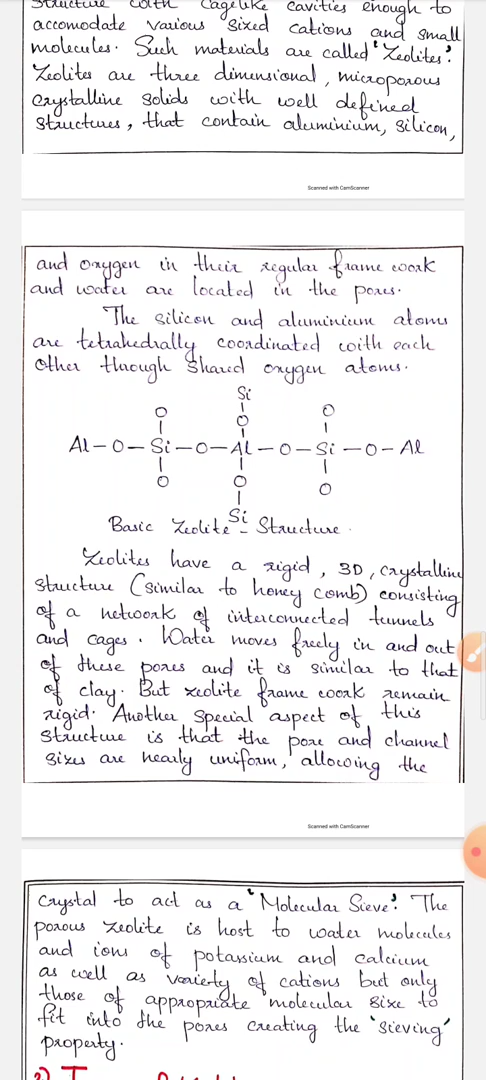 structure with cagelike cavities enough to
accomodate various sized cations and small
molecules. Such materials are called 'Zeolites'.
Zeolites are three dimensional, microporous
crystalline solids with well defined
structures, that contain aluminium, silicon,
Scanned with CamScanner
and oxygen in their regular frame work
and water are located in the pores.
The silicon and aluminium atoms
are tetrahedrally coordinated with each
other through shared oxygen atoms.
Si
O O O
Al-O-Si-O-Al-O-Si-O-Al
O O O
Si
Basic Zeolite - Structure.
Zeolites have a rigid, 3D, crystalline
structure (similar to honey comb) consisting
of a network of interconnected tunnels
and cages. Water moves freely in and out
of these pores and it is similar to that
of clay. But zeolite frame work remain
rigid. Another special aspect of this
structure is that the pore and channel
sizes are nearly uniform, allowing the
Scanned with CamScanner
crystal to act as a 'Molecular Sieve'. The
porous zeolite is host to water molecules
and ions of potassium and calcium
as well as variety of cations but only
those of appropriate molecular size to
fit into the pores creating the 'sieving'
property.